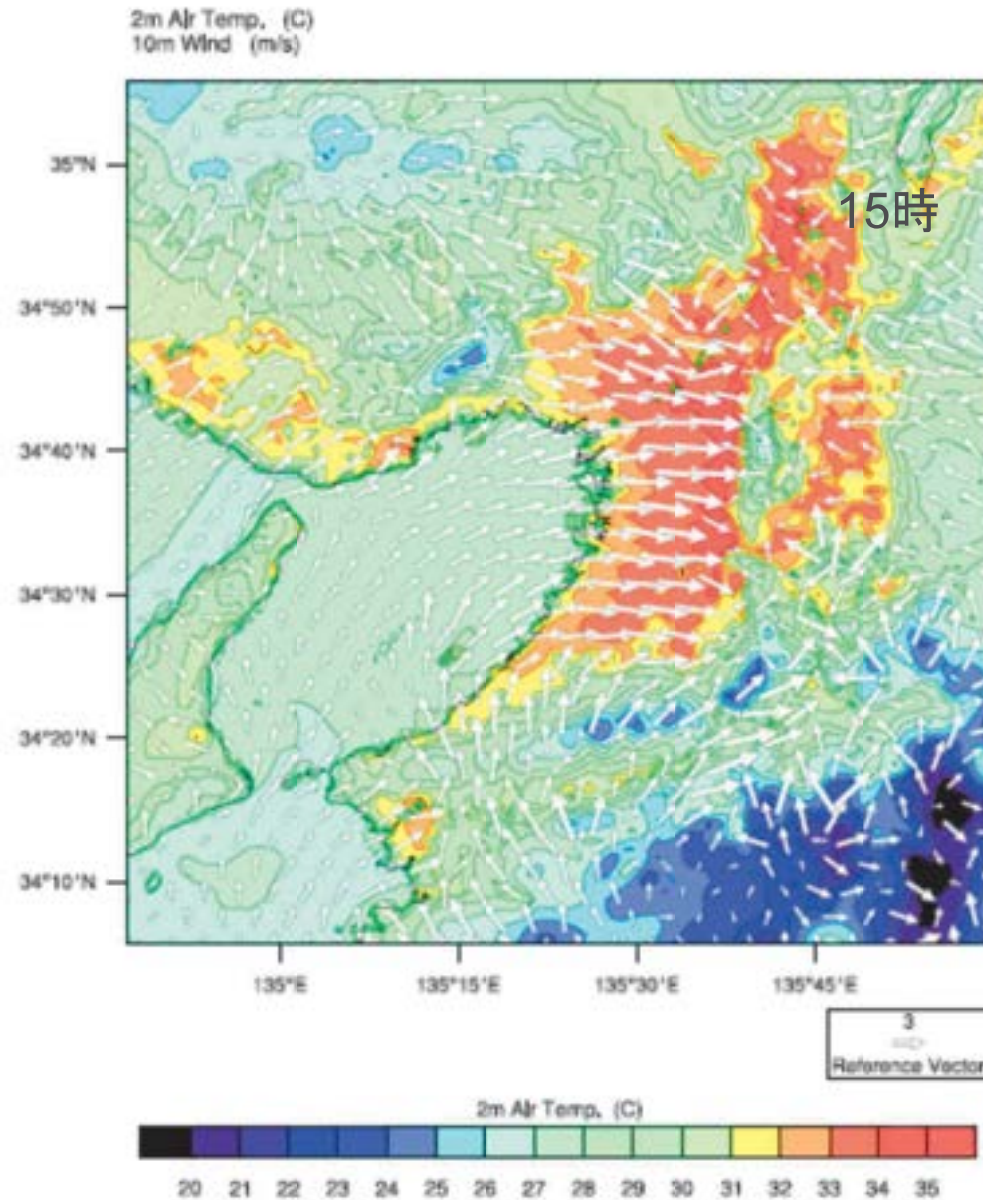 2m Air Temp. (C)
10m Wind (m/s)
15時
35°N
34°50'N
34°40'N
34°30'N
34°20'N
34°10'N
135°E 135°15'E 135°30'E 135°45'E
3
Reference Vector
2m Air Temp. (C)
20 21 22 23 24 25 26 27 28 29 30 31 32 33 34 35